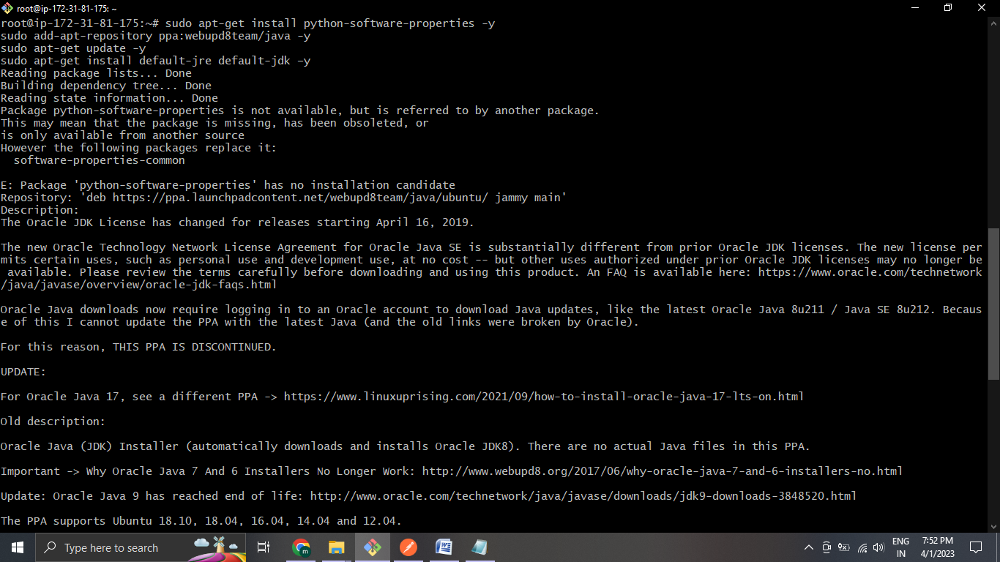 root@ip-172-31-81-175: ~
root@ip-172-31-81-175:~# sudo apt-get install python-software-properties -y
sudo add-apt-repository ppa:webupd8team/java -y
sudo apt-get update -y
sudo apt-get install default-jre default-jdk -y
Reading package lists... Done
Building dependency tree... Done
Reading state information... Done
Package python-software-properties is not available, but is referred to by another package.
This may mean that the package is missing, has been obsoleted, or
is only available from another source
However the following packages replace it:
  software-properties-common
E: Package 'python-software-properties' has no installation candidate
Repository: 'deb https://ppa.launchpadcontent.net/webupd8team/java/ubuntu/ jammy main'
Description:
The Oracle JDK License has changed for releases starting April 16, 2019.
The new Oracle Technology Network License Agreement for Oracle Java SE is substantially different from prior Oracle JDK licenses. The new license per
mits certain uses, such as personal use and development use, at no cost -- but other uses authorized under prior Oracle JDK licenses may no longer be
 available. Please review the terms carefully before downloading and using this product. An FAQ is available here: https://www.oracle.com/technetwork
/java/javase/overview/oracle-jdk-faqs.html
Oracle Java downloads now require logging in to an Oracle account to download Java updates, like the latest Oracle Java 8u211 / Java SE 8u212. Becaus
e of this I cannot update the PPA with the latest Java (and the old links were broken by Oracle).
For this reason, THIS PPA IS DISCONTINUED.
UPDATE:
For Oracle Java 17, see a different PPA -> https://www.linuxuprising.com/2021/09/how-to-install-oracle-java-17-lts-on.html
Old description:
Oracle Java (JDK) Installer (automatically downloads and installs Oracle JDK8). There are no actual Java files in this PPA.
Important -> Why Oracle Java 7 And 6 Installers No Longer Work: http://www.webupd8.org/2017/06/why-oracle-java-7-and-6-installers-no.html
Update: Oracle Java 9 has reached end of life: http://www.oracle.com/technetwork/java/javase/downloads/jdk9-downloads-3848520.html
The PPA supports Ubuntu 18.10, 18.04, 16.04, 14.04 and 12.04.
Type here to search
ENG
IN
7:52 PM
4/1/2023